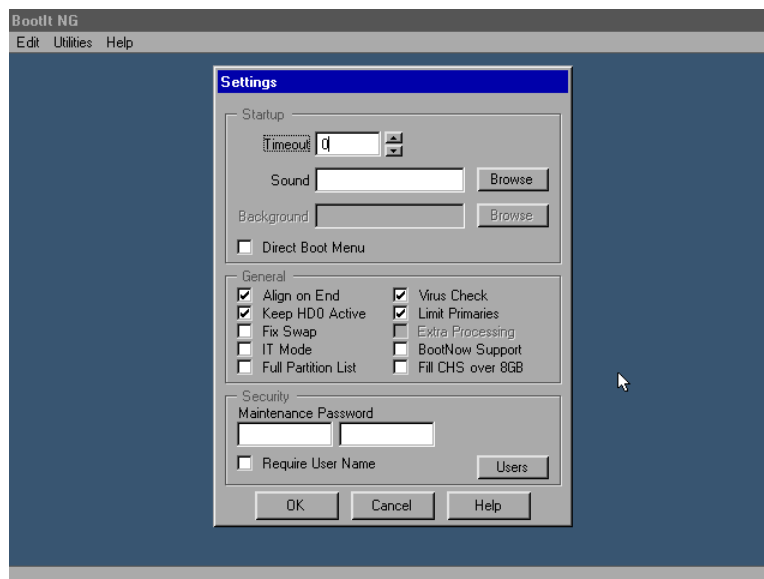 BootIt NG
Edit Utilities Help
Settings
Startup
Timeout 0
Sound Browse
Background Browse
Direct Boot Menu
General
Align on End Virus Check
Keep HD0 Active Limit Primaries
Fix Swap Extra Processing
IT Mode BootNow Support
Full Partition List Fill CHS over 8GB
Security
Maintenance Password
Require User Name Users
OK Cancel Help